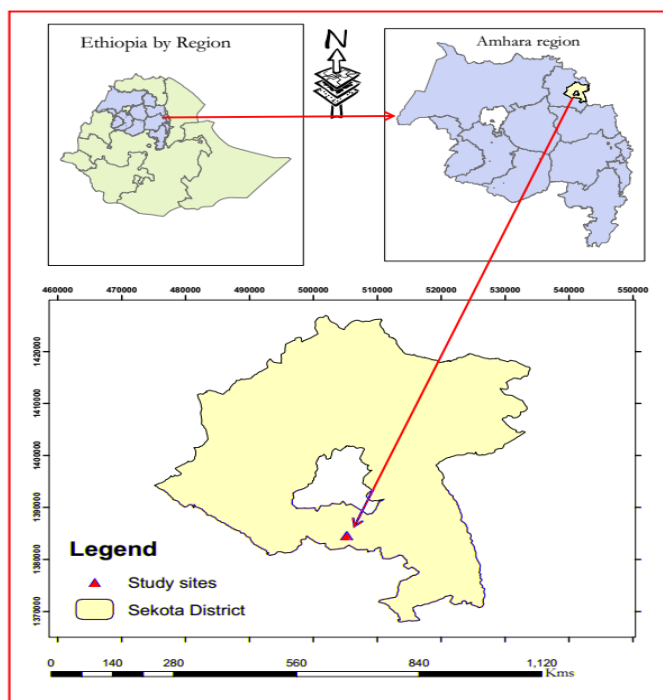 Ethiopia by Region
N
Amhara region
460000 470000 480000 490000 500000 510000 520000 530000 540000 550000
1420000
1410000
1400000
1390000
1380000
1370000
Legend
Study sites
Sekota District
0 140 280 560 840 1,120 Kms